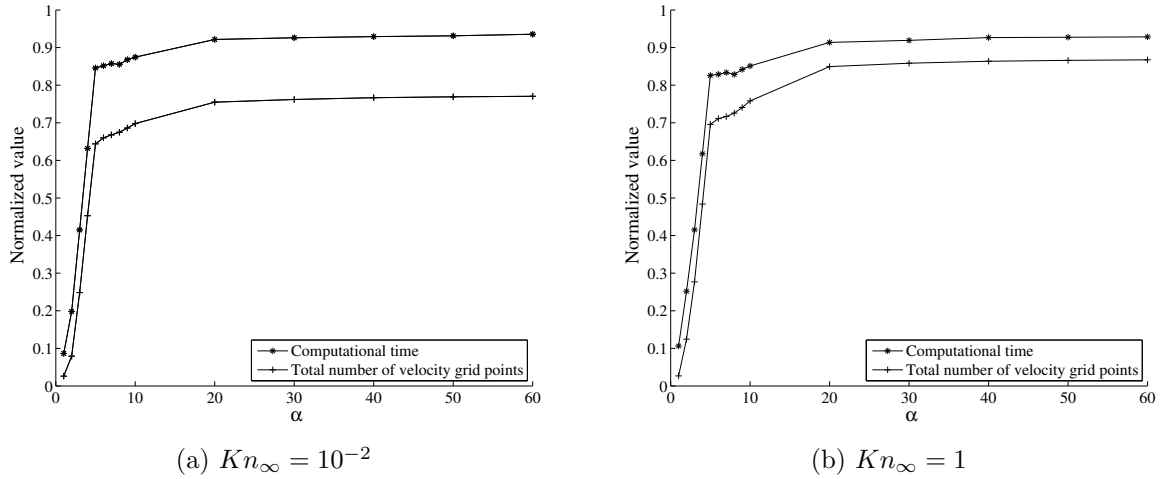 1
0.9
0.8
0.7
0.6
0.5
0.4
0.3
0.2
0.1
0
Normalized value
0 10 20 30 40 50 60
α
Computational time
Total number of velocity grid points
(a) Kn∞ = 10⁻²
1
0.9
0.8
0.7
0.6
0.5
0.4
0.3
0.2
0.1
0
Normalized value
0 10 20 30 40 50 60
α
Computational time
Total number of velocity grid points
(b) Kn∞ = 1